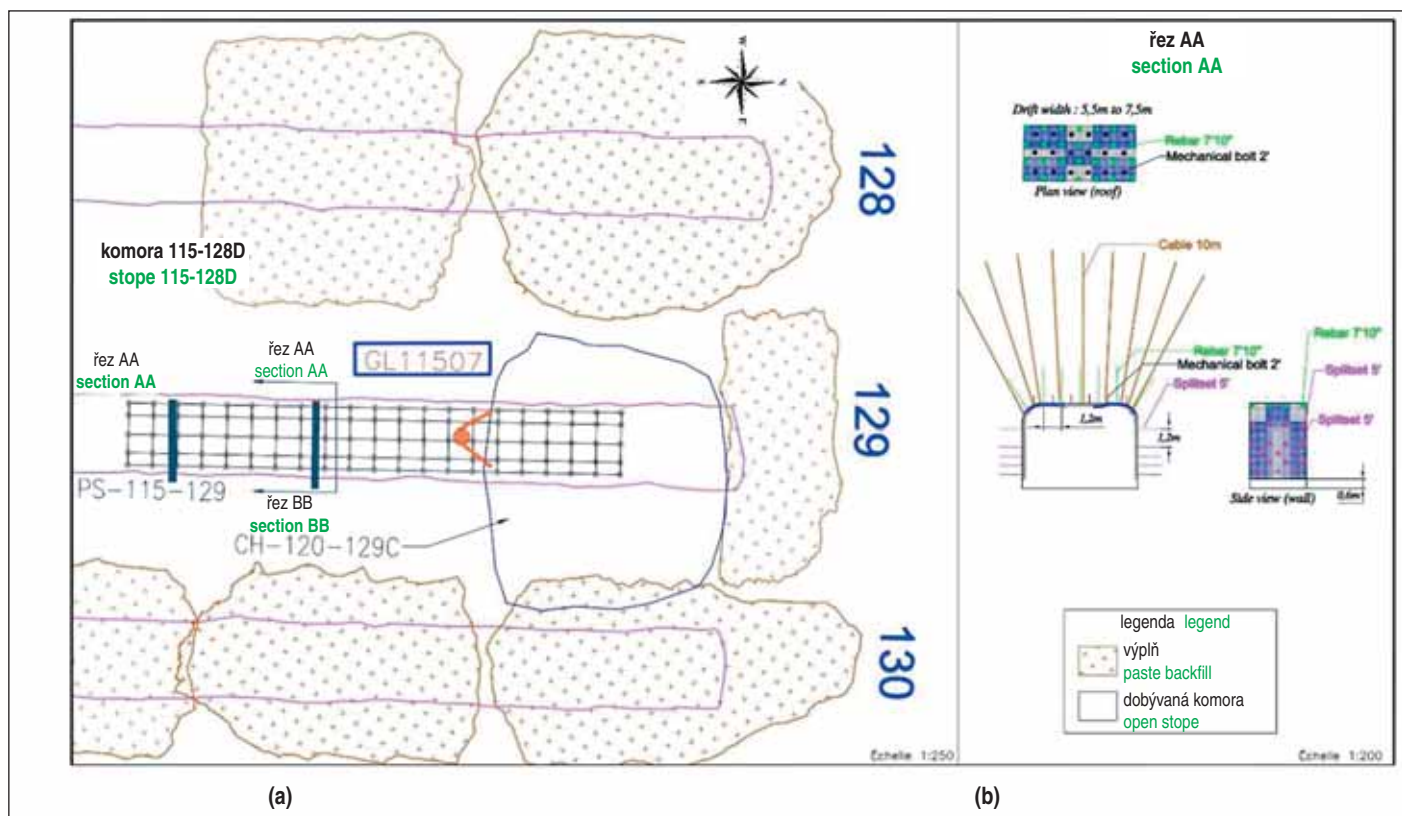 128
komora 115-128D
stope 115-128D
řez AA
section AA
řez AA
section AA
GL11507
129
PS-115-129
řez BB
section BB
CH-120-129C
130
Échelle 1:250
(a)
řez AA
section AA
Drift width : 5,5m to 7,5m
Rebar 7'10"
Mechanical bolt 2'
Plan view (roof)
Cable 10m
Rebar 7'10"
Mechanical bolt 2'
Splitset 5'
1,2m
1,2m
Rebar 7'10"
Splitset 5'
Splitset 5'
Side view (wall)
0,6m
legenda legend
výplň
paste backfill
dobývaná komora
open stope
Échelle 1:200
(b)